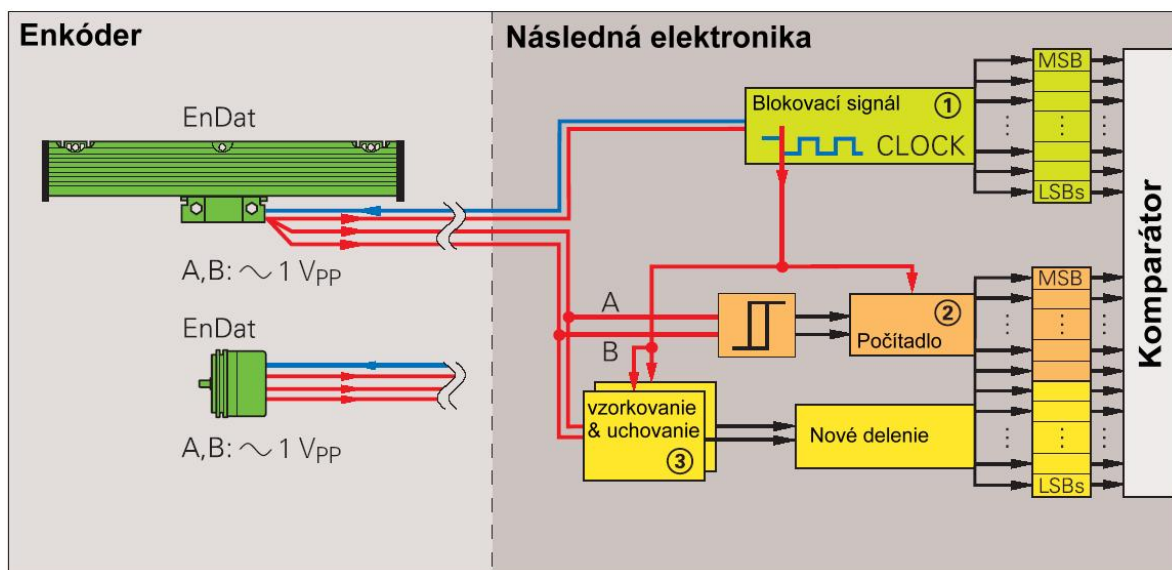 Enkóder
Následná elektronika
EnDat
A,B: ∼ 1 VPP
EnDat
A,B: ∼ 1 VPP
Blokovací signál
①
CLOCK
MSB
LSBs
A
B
②
Počítadlo
MSB
vzorkovanie
& uchovanie
③
Nové delenie
LSBs
Komparátor